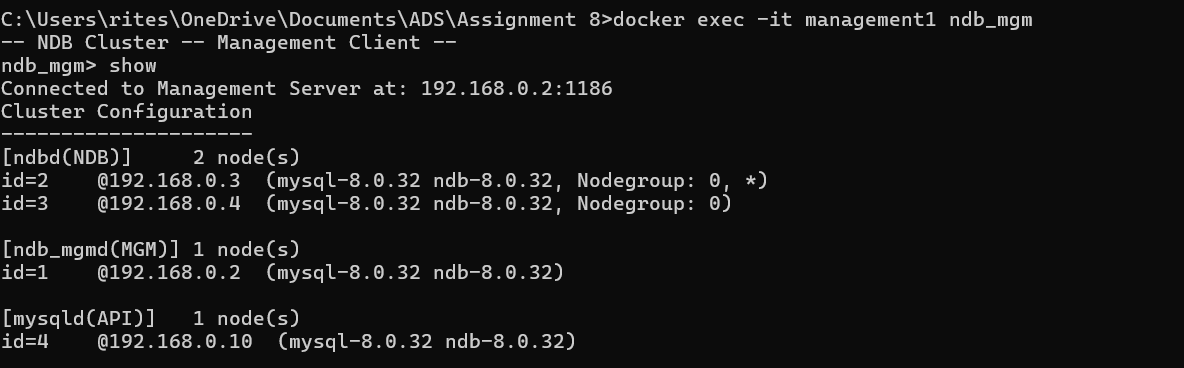 C:\Users\rites\OneDrive\Documents\ADS\Assignment 8>docker exec -it management1 ndb_mgm
-- NDB Cluster -- Management Client --
ndb_mgm> show
Connected to Management Server at: 192.168.0.2:1186
Cluster Configuration
---------------------
[ndbd(NDB)]     2 node(s)
id=2    @192.168.0.3  (mysql-8.0.32 ndb-8.0.32, Nodegroup: 0, *)
id=3    @192.168.0.4  (mysql-8.0.32 ndb-8.0.32, Nodegroup: 0)
[ndb_mgmd(MGM)] 1 node(s)
id=1    @192.168.0.2  (mysql-8.0.32 ndb-8.0.32)
[mysqld(API)]   1 node(s)
id=4    @192.168.0.10  (mysql-8.0.32 ndb-8.0.32)